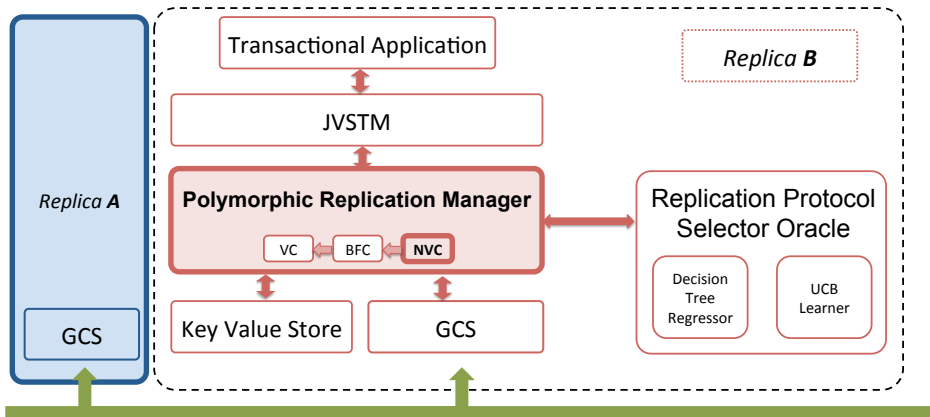 Transactional Application
Replica B
JVSTM
Replica A
Polymorphic Replication Manager
VC
BFC
NVC
Replication Protocol
Selector Oracle
Decision
Tree
Regressor
UCB
Learner
Key Value Store
GCS
GCS